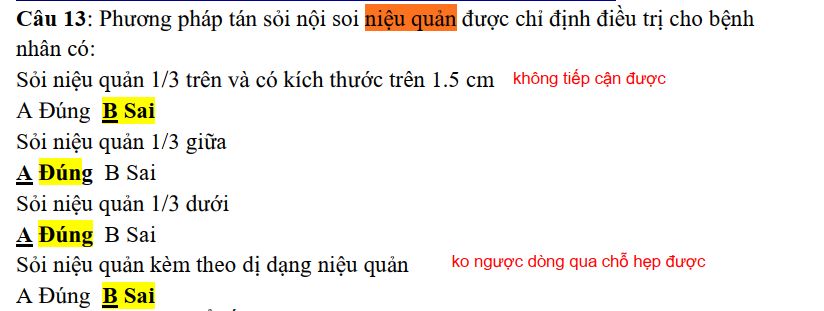 Câu 13: Phương pháp tán sỏi nội soi niệu quản được chỉ định điều trị cho bệnh
nhân có:
Sỏi niệu quản 1/3 trên và có kích thước trên 1.5 cm không tiếp cận được
A Đúng B Sai
Sỏi niệu quản 1/3 giữa
A Đúng B Sai
Sỏi niệu quản 1/3 dưới
A Đúng B Sai
Sỏi niệu quản kèm theo dị dạng niệu quản ko ngược dòng qua chỗ hẹp được
A Đúng B Sai